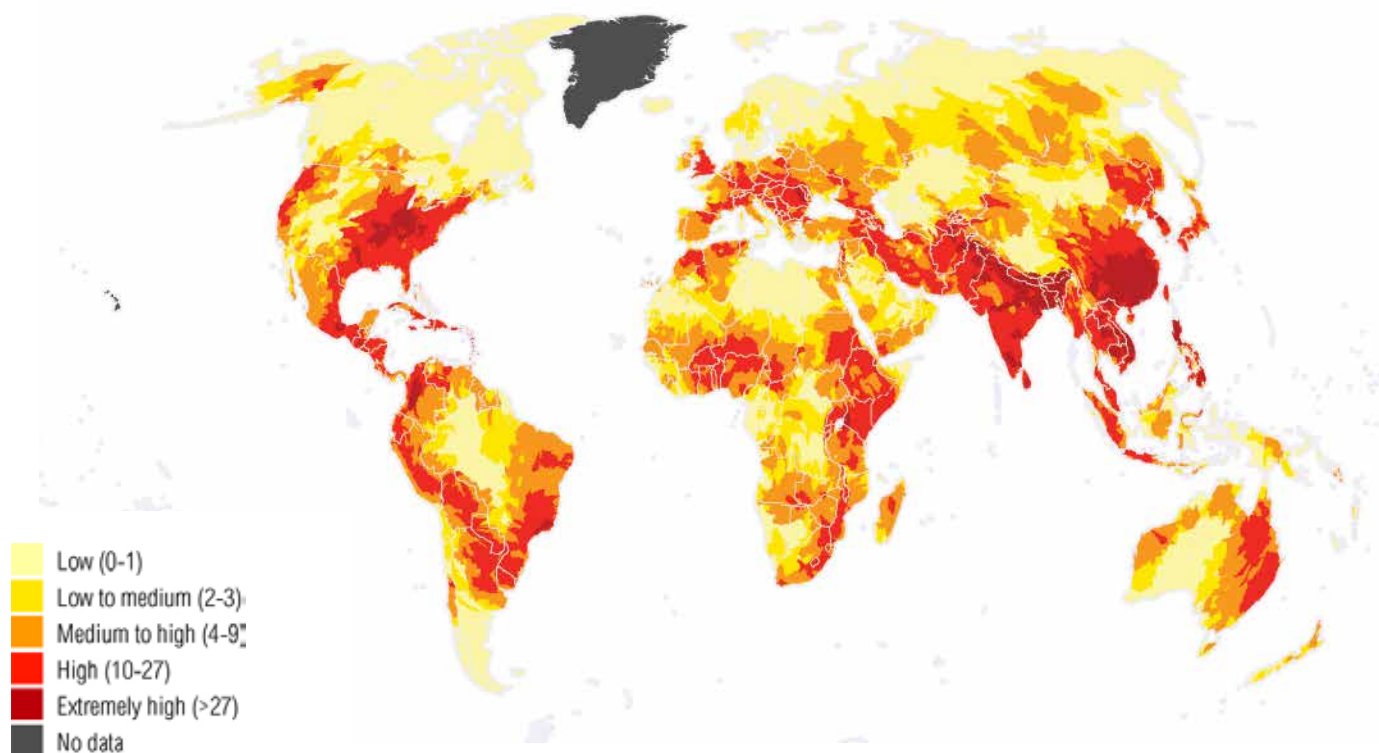 Low (0-1)
Low to medium (2-3)
Medium to high (4-9
High (10-27)
Extremely high (>27)
No data